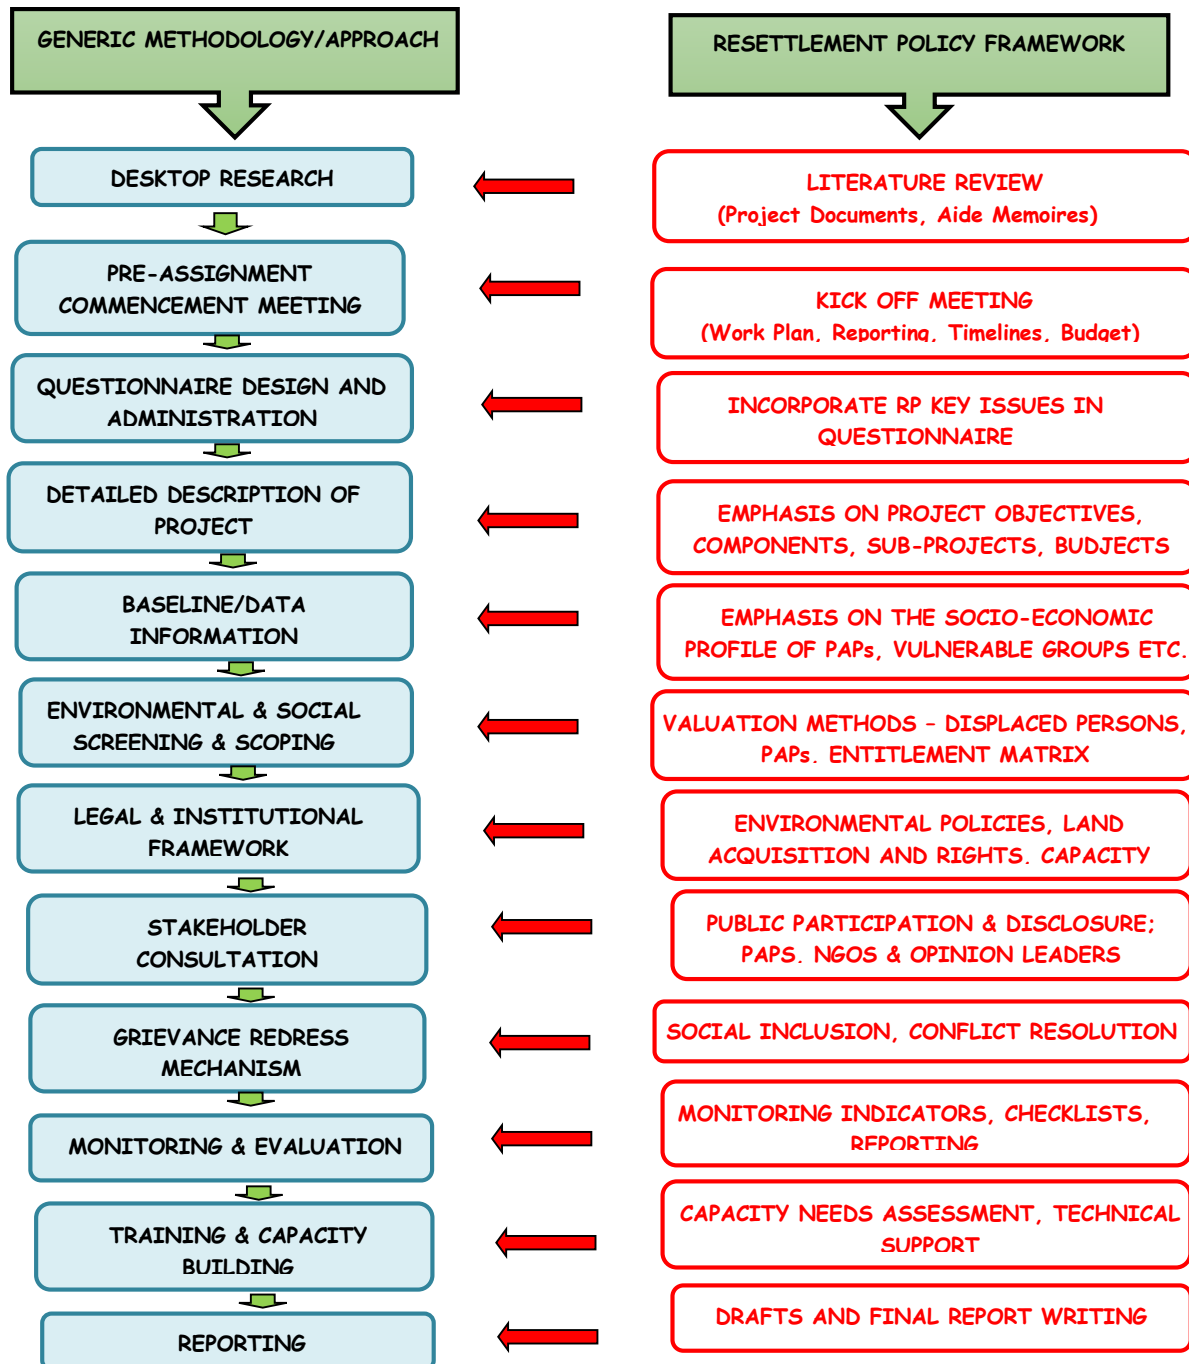 GENERIC METHODOLOGY/APPROACH
RESETTLEMENT POLICY FRAMEWORK
DESKTOP RESEARCH
LITERATURE REVIEW
(Project Documents, Aide Memoires)
PRE-ASSIGNMENT
COMMENCEMENT MEETING
KICK OFF MEETING
(Work Plan, Reporting, Timelines, Budget)
QUESTIONNAIRE DESIGN AND
ADMINISTRATION
INCORPORATE RP KEY ISSUES IN
QUESTIONNAIRE
DETAILED DESCRIPTION OF
PROJECT
EMPHASIS ON PROJECT OBJECTIVES,
COMPONENTS, SUB-PROJECTS, BUDJECTS
BASELINE/DATA
INFORMATION
EMPHASIS ON THE SOCIO-ECONOMIC
PROFILE OF PAPs, VULNERABLE GROUPS ETC.
ENVIRONMENTAL & SOCIAL
SCREENING & SCOPING
VALUATION METHODS – DISPLACED PERSONS,
PAPs, ENTITLEMENT MATRIX
LEGAL & INSTITUTIONAL
FRAMEWORK
ENVIRONMENTAL POLICIES, LAND
ACQUISITION AND RIGHTS, CAPACITY
STAKEHOLDER
CONSULTATION
PUBLIC PARTICIPATION & DISCLOSURE;
PAPS, NGOS & OPINION LEADERS
GRIEVANCE REDRESS
MECHANISM
SOCIAL INCLUSION, CONFLICT RESOLUTION
MONITORING & EVALUATION
MONITORING INDICATORS, CHECKLISTS,
REPORTING
TRAINING & CAPACITY
BUILDING
CAPACITY NEEDS ASSESSMENT, TECHNICAL
SUPPORT
REPORTING
DRAFTS AND FINAL REPORT WRITING